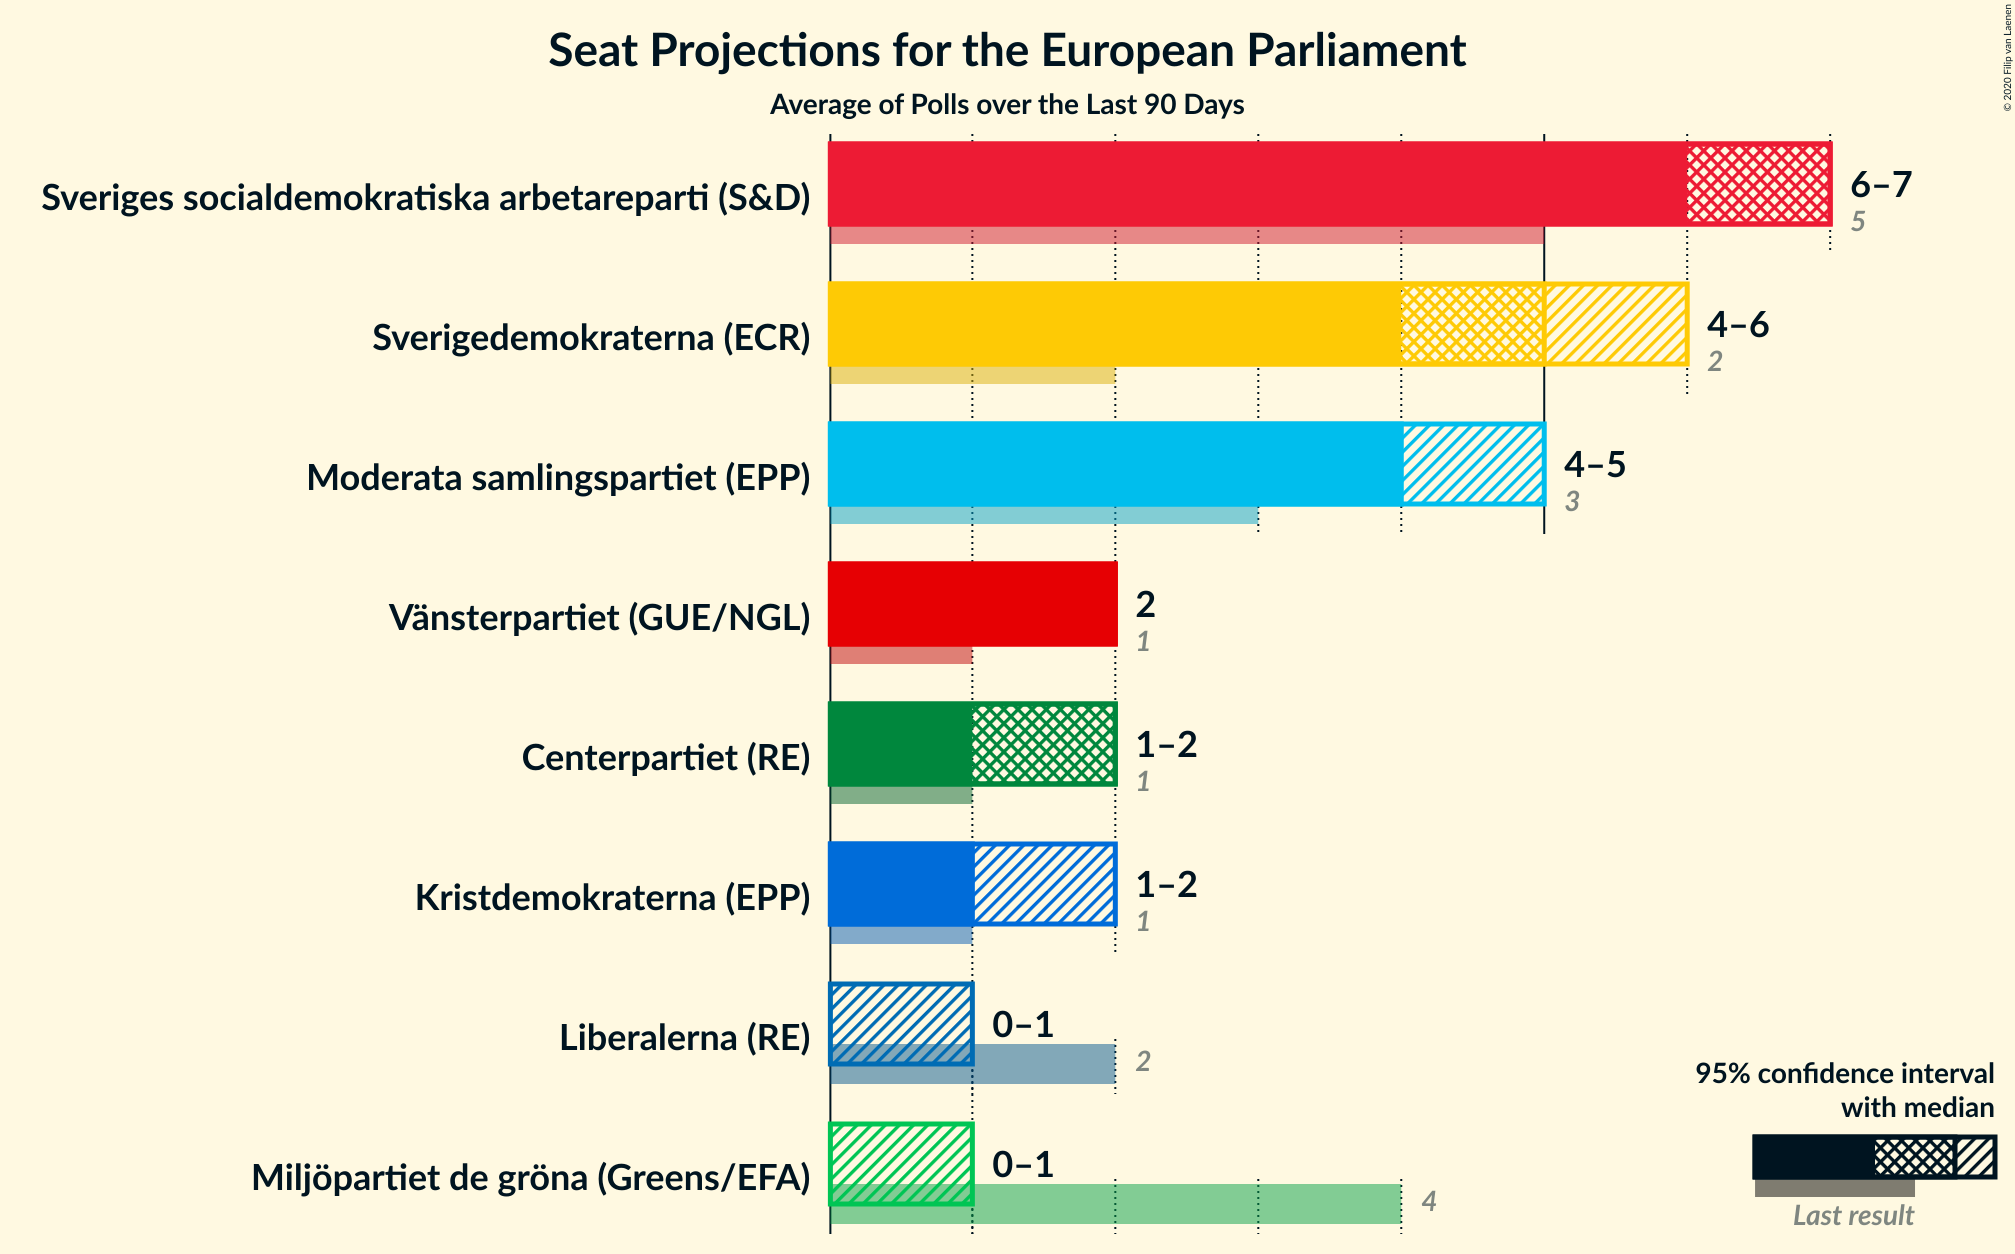 Seat Projections for the European Parliament
Average of Polls over the Last 90 Days
© 2020 Filip van Laenen
Sveriges socialdemokratiska arbetareparti (S&D)
6–7
5
Sverigedemokraterna (ECR)
4–6
2
Moderata samlingspartiet (EPP)
4–5
3
Vänsterpartiet (GUE/NGL)
2
1
Centerpartiet (RE)
1–2
1
Kristdemokraterna (EPP)
1–2
1
Liberalerna (RE)
0–1
2
Miljöpartiet de gröna (Greens/EFA)
0–1
4
95% confidence interval
with median
Last result